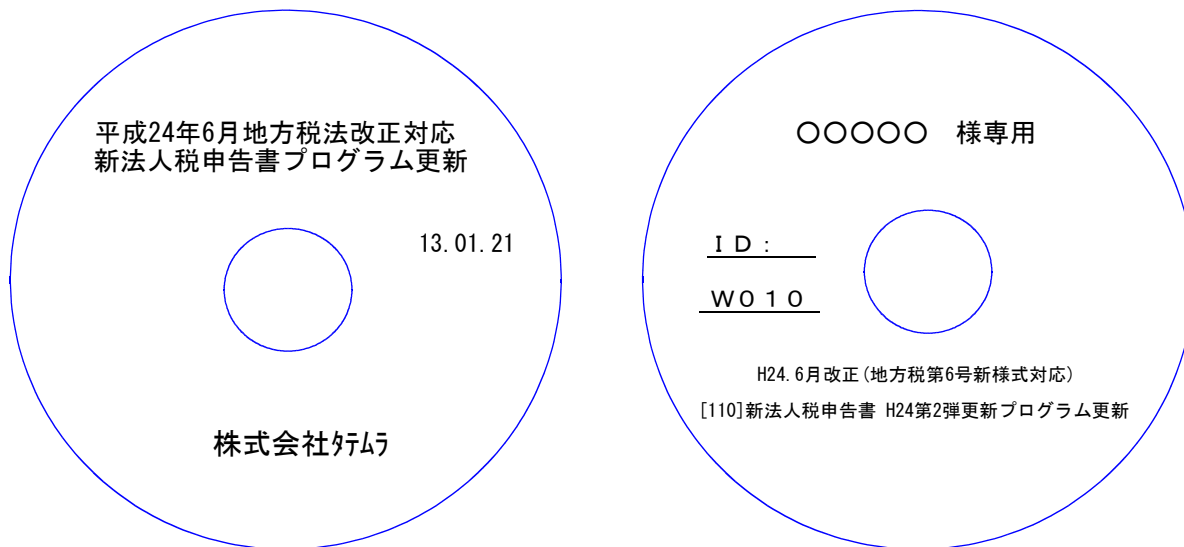 平成24年6月地方税法改正対応
新法人税申告書プログラム更新
13.01.21
株式会社ﾀﾃﾑﾗ
〇〇〇〇〇　様専用
ＩＤ：
Ｗ０１０
H24.6月改正(地方税第6号新様式対応)
[110]新法人税申告書 H24第2弾更新プログラム更新